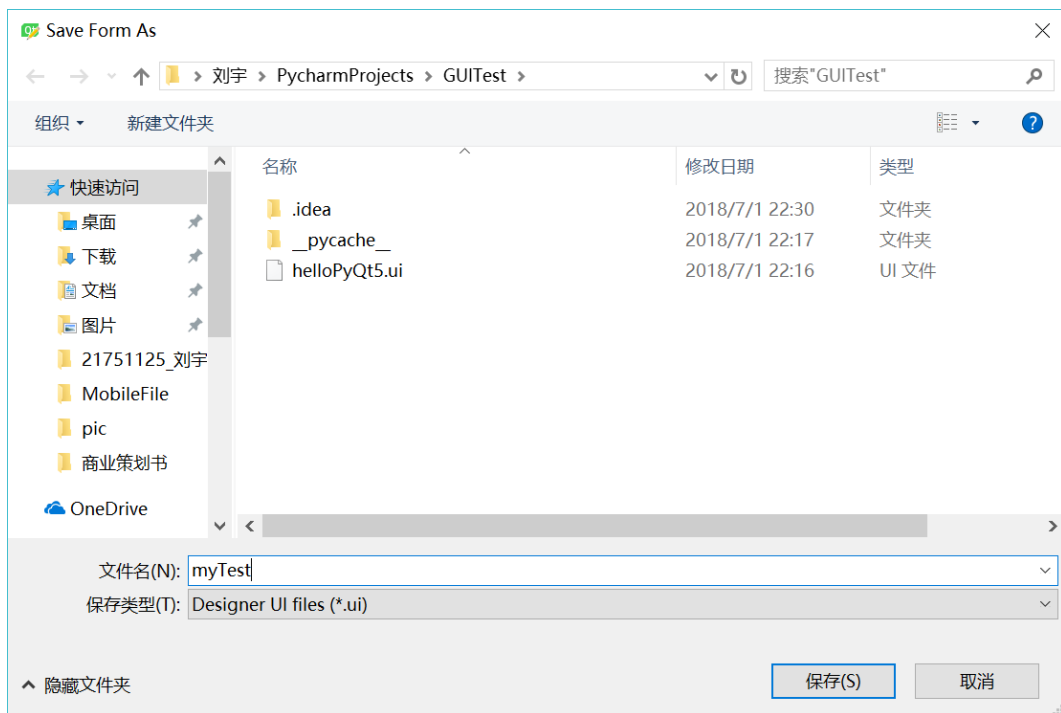 Save Form As
刘宇 > PycharmProjects > GUITest >
搜索"GUITest"
组织 新建文件夹
名称 修改日期 类型
快速访问
桌面
下载
文档
图片
21751125_刘宇
MobileFile
pic
商业策划书
OneDrive
.idea 2018/7/1 22:30 文件夹
__pycache__ 2018/7/1 22:17 文件夹
helloPyQt5.ui 2018/7/1 22:16 UI 文件
文件名(N): myTest
保存类型(T): Designer UI files (*.ui)
隐藏文件夹
保存(S) 取消